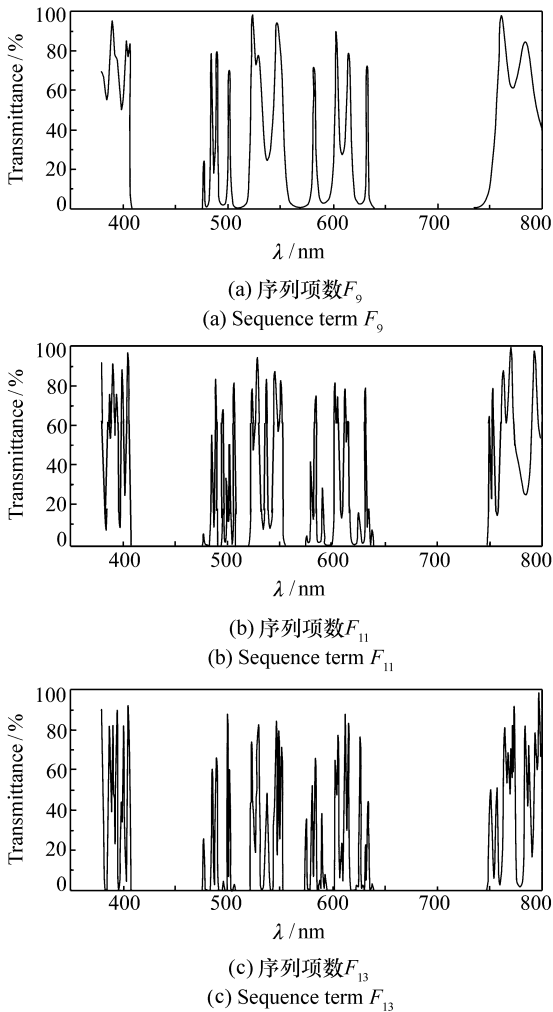 100
80
60
40
20
0
Transmittance / %
400 500 600 700 800
λ / nm
(a) 序列项数F₉
(a) Sequence term F₉
100
80
60
40
20
0
Transmittance / %
400 500 600 700 800
λ / nm
(b) 序列项数F₁₁
(b) Sequence term F₁₁
100
80
60
40
20
0
Transmittance / %
400 500 600 700 800
λ / nm
(c) 序列项数F₁₃
(c) Sequence term F₁₃